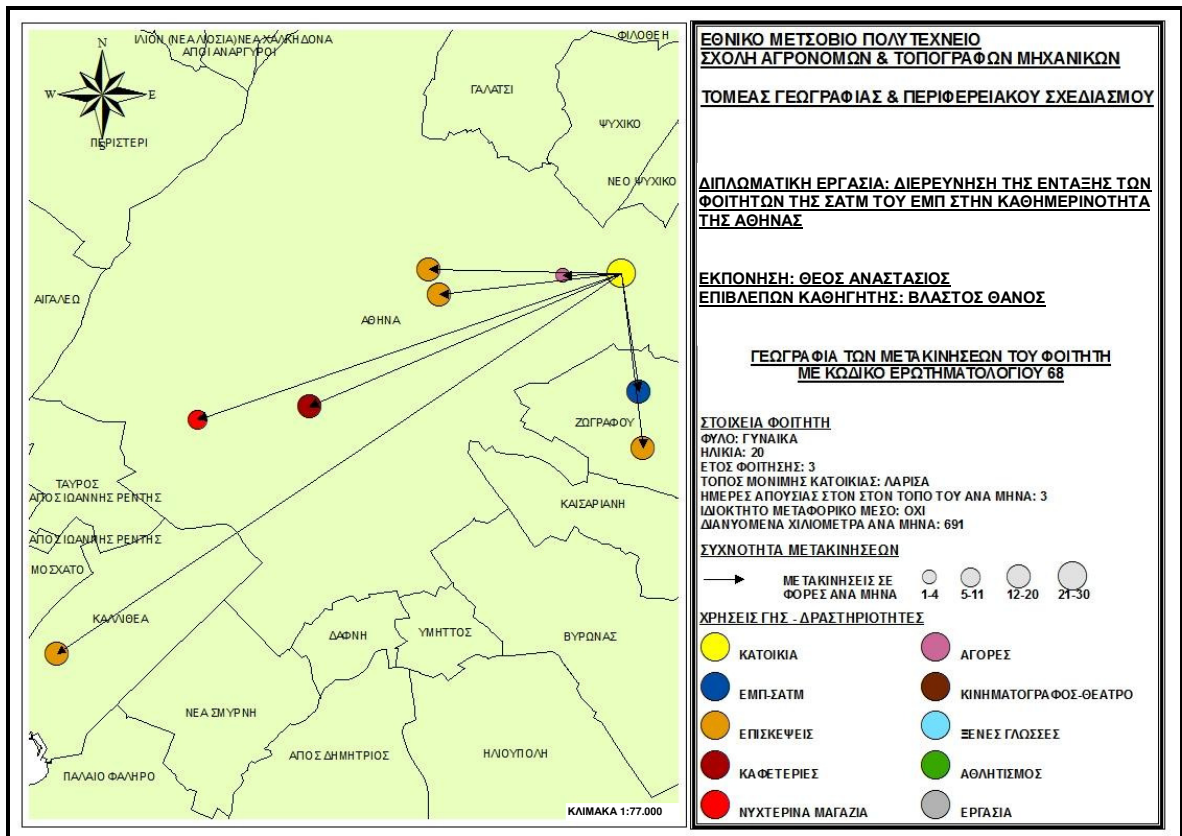 ΙΛΙΟΝ (ΝΕΑ ΛΙΟΣΙΑ) ΝΕΑ ΧΑΛΚΗΔΟΝΑ
ΑΓΙΟΙ ΑΝΑΡΓΥΡΟΙ
ΦΙΛΟΘΕΗ
N
W
E
S
ΓΑΛΑΤΣΙ
ΨΥΧΙΚΟ
ΠΕΡΙΣΤΕΡΙ
ΝΕΟ ΨΥΧΙΚΟ
ΑΙΓΑΛΕΩ
ΑΘΗΝΑ
ΖΩΓΡΑΦΟΥ
ΤΑΥΡΟΣ
ΑΓΙΟΣ ΙΩΑΝΝΗΣ ΡΕΝΤΗΣ
ΚΑΙΣΑΡΙΑΝΗ
ΑΓΙΟΣ ΙΩΑΝΝΗΣ ΡΕΝΤΗΣ
ΜΟΣΧΑΤΟ
ΚΑΛΛΙΘΕΑ
ΔΑΦΝΗ
ΥΜΗΤΤΟΣ
ΒΥΡΩΝΑΣ
ΝΕΑ ΣΜΥΡΝΗ
ΑΓΙΟΣ ΔΗΜΗΤΡΙΟΣ
ΗΛΙΟΥΠΟΛΗ
ΠΑΛΑΙΟ ΦΑΛΗΡΟ
ΚΛΙΜΑΚΑ 1:77.000
ΕΘΝΙΚΟ ΜΕΤΣΟΒΙΟ ΠΟΛΥΤΕΧΝΕΙΟ
ΣΧΟΛΗ ΑΓΡΟΝΟΜΩΝ & ΤΟΠΟΓΡΑΦΩΝ ΜΗΧΑΝΙΚΩΝ
ΤΟΜΕΑΣ ΓΕΩΓΡΑΦΙΑΣ & ΠΕΡΙΦΕΡΕΙΑΚΟΥ ΣΧΕΔΙΑΣΜΟΥ
ΔΙΠΛΩΜΑΤΙΚΗ ΕΡΓΑΣΙΑ: ΔΙΕΡΕΥΝΗΣΗ ΤΗΣ ΕΝΤΑΞΗΣ ΤΩΝ
ΦΟΙΤΗΤΩΝ ΤΗΣ ΣΑΤΜ ΤΟΥ ΕΜΠ ΣΤΗΝ ΚΑΘΗΜΕΡΙΝΟΤΗΤΑ
ΤΗΣ ΑΘΗΝΑΣ
ΕΚΠΟΝΗΣΗ: ΘΕΟΣ ΑΝΑΣΤΑΣΙΟΣ
ΕΠΙΒΛΕΠΩΝ ΚΑΘΗΓΗΤΗΣ: ΒΛΑΣΤΟΣ ΘΑΝΟΣ
ΓΕΩΓΡΑΦΙΑ ΤΩΝ ΜΕΤΑΚΙΝΗΣΕΩΝ ΤΟΥ ΦΟΙΤΗΤΗ
ΜΕ ΚΩΔΙΚΟ ΕΡΩΤΗΜΑΤΟΛΟΓΙΟΥ 68
ΣΤΟΙΧΕΙΑ ΦΟΙΤΗΤΗ
ΦΥΛΟ: ΓΥΝΑΙΚΑ
ΗΛΙΚΙΑ: 20
ΕΤΟΣ ΦΟΙΤΗΣΗΣ: 3
ΤΟΠΟΣ ΜΟΝΙΜΗΣ ΚΑΤΟΙΚΙΑΣ: ΛΑΡΙΣΑ
ΗΜΕΡΕΣ ΑΠΟΥΣΙΑΣ ΣΤΟΝ ΣΤΟΝ ΤΟΠΟ ΤΟΥ ΑΝΑ ΜΗΝΑ: 3
ΙΔΙΟΚΤΗΤΟ ΜΕΤΑΦΟΡΙΚΟ ΜΕΣΟ: ΟΧΙ
ΔΙΑΝΥΟΜΕΝΑ ΧΙΛΙΟΜΕΤΡΑ ΑΝΑ ΜΗΝΑ: 691
ΣΥΧΝΟΤΗΤΑ ΜΕΤΑΚΙΝΗΣΕΩΝ
ΜΕΤΑΚΙΝΗΣΕΙΣ ΣΕ
ΦΟΡΕΣ ΑΝΑ ΜΗΝΑ 1-4 5-11 12-20 21-30
ΧΡΗΣΕΙΣ ΓΗΣ - ΔΡΑΣΤΗΡΙΟΤΗΤΕΣ
ΚΑΤΟΙΚΙΑ ΑΓΟΡΕΣ
ΕΜΠ-ΣΑΤΜ ΚΙΝΗΜΑΤΟΓΡΑΦΟΣ-ΘΕΑΤΡΟ
ΕΠΙΣΚΕΨΕΙΣ ΞΕΝΕΣ ΓΛΩΣΣΕΣ
ΚΑΦΕΤΕΡΙΕΣ ΑΘΛΗΤΙΣΜΟΣ
ΝΥΧΤΕΡΙΝΑ ΜΑΓΑΖΙΑ ΕΡΓΑΣΙΑ